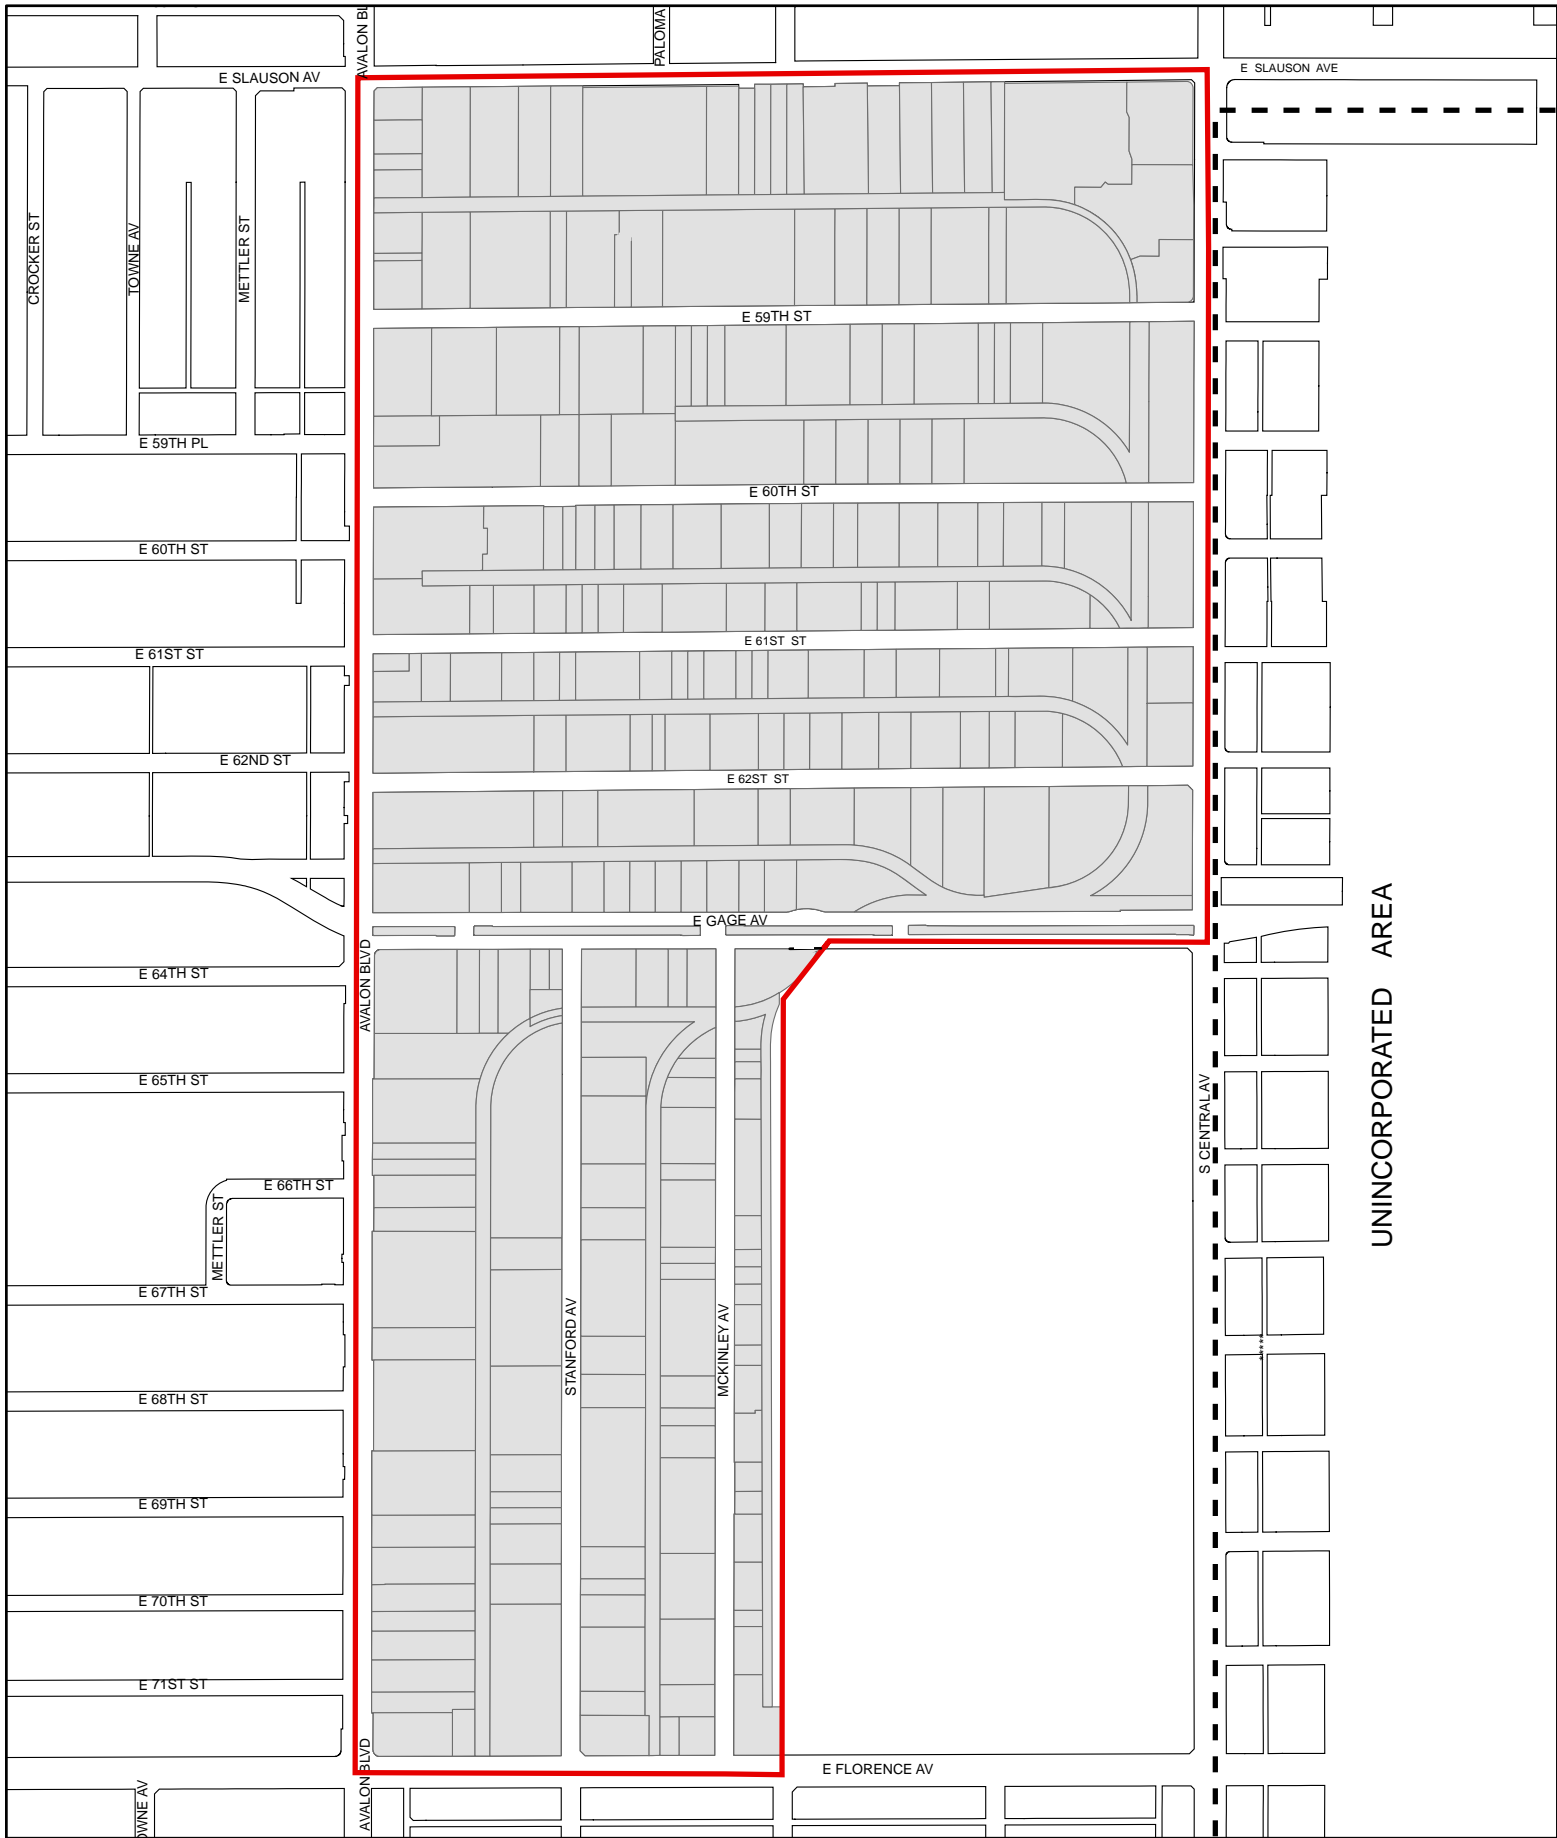 AVALON BL
PALOMA
E SLAUSON AV
E SLAUSON AVE
CROCKER ST
TOWNE AV
METTLER ST
E 59TH ST
E 59TH PL
E 60TH ST
E 60TH ST
E 61ST ST
E 61ST ST
E 62ND ST
E 62ST ST
E GAGE AV
UNINCORPORATED AREA
AVALON BLVD
E 64TH ST
E 65TH ST
S CENTRAL AV
E 66TH ST
METTLER ST
E 67TH ST
STANFORD AV
MCKINLEY AV
*****
E 68TH ST
E 69TH ST
E 70TH ST
E 71ST ST
AVALON BLVD
E FLORENCE AV
OWNE AV